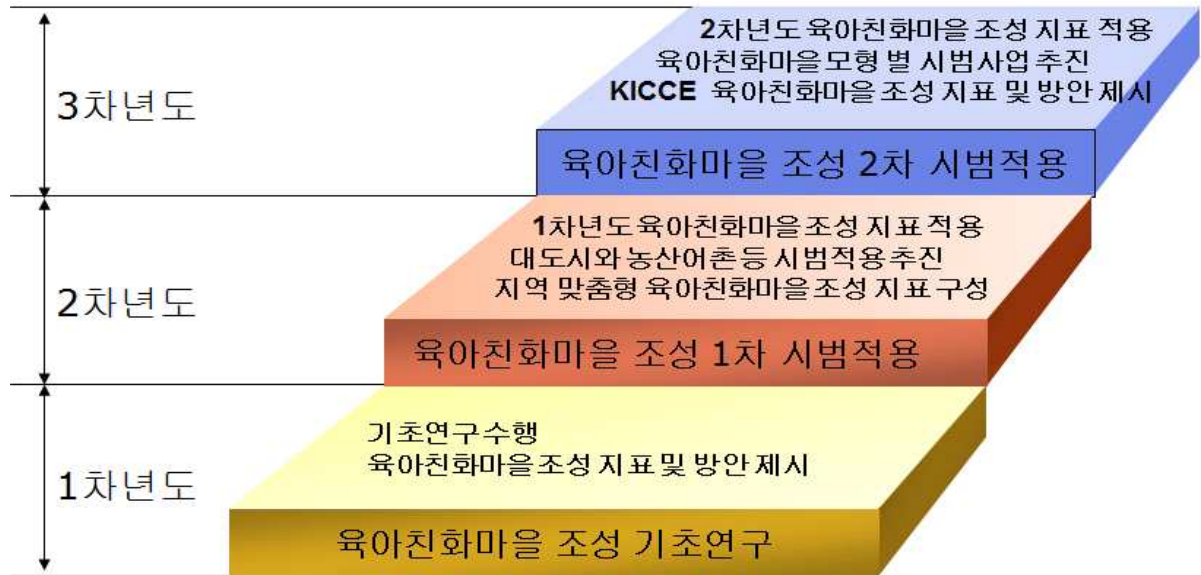 3차년도
2차년도 육아친화마을 조성 지표 적용
육아친화마을모형 별 시범사업 추진
KICCE 육아친화마을 조성 지표 및 방안 제시
육아친화마을 조성 2차 시범적용
2차년도
1차년도 육아친화마을 조성 지표 적용
대도시와 농산어촌등 시범적용추진
지역 맞춤형 육아친화마을 조성 지표 구성
육아친화마을 조성 1차 시범적용
1차년도
기초연구수행
육아친화마을 조성 지표 및 방안 제시
육아친화마을 조성 기초연구